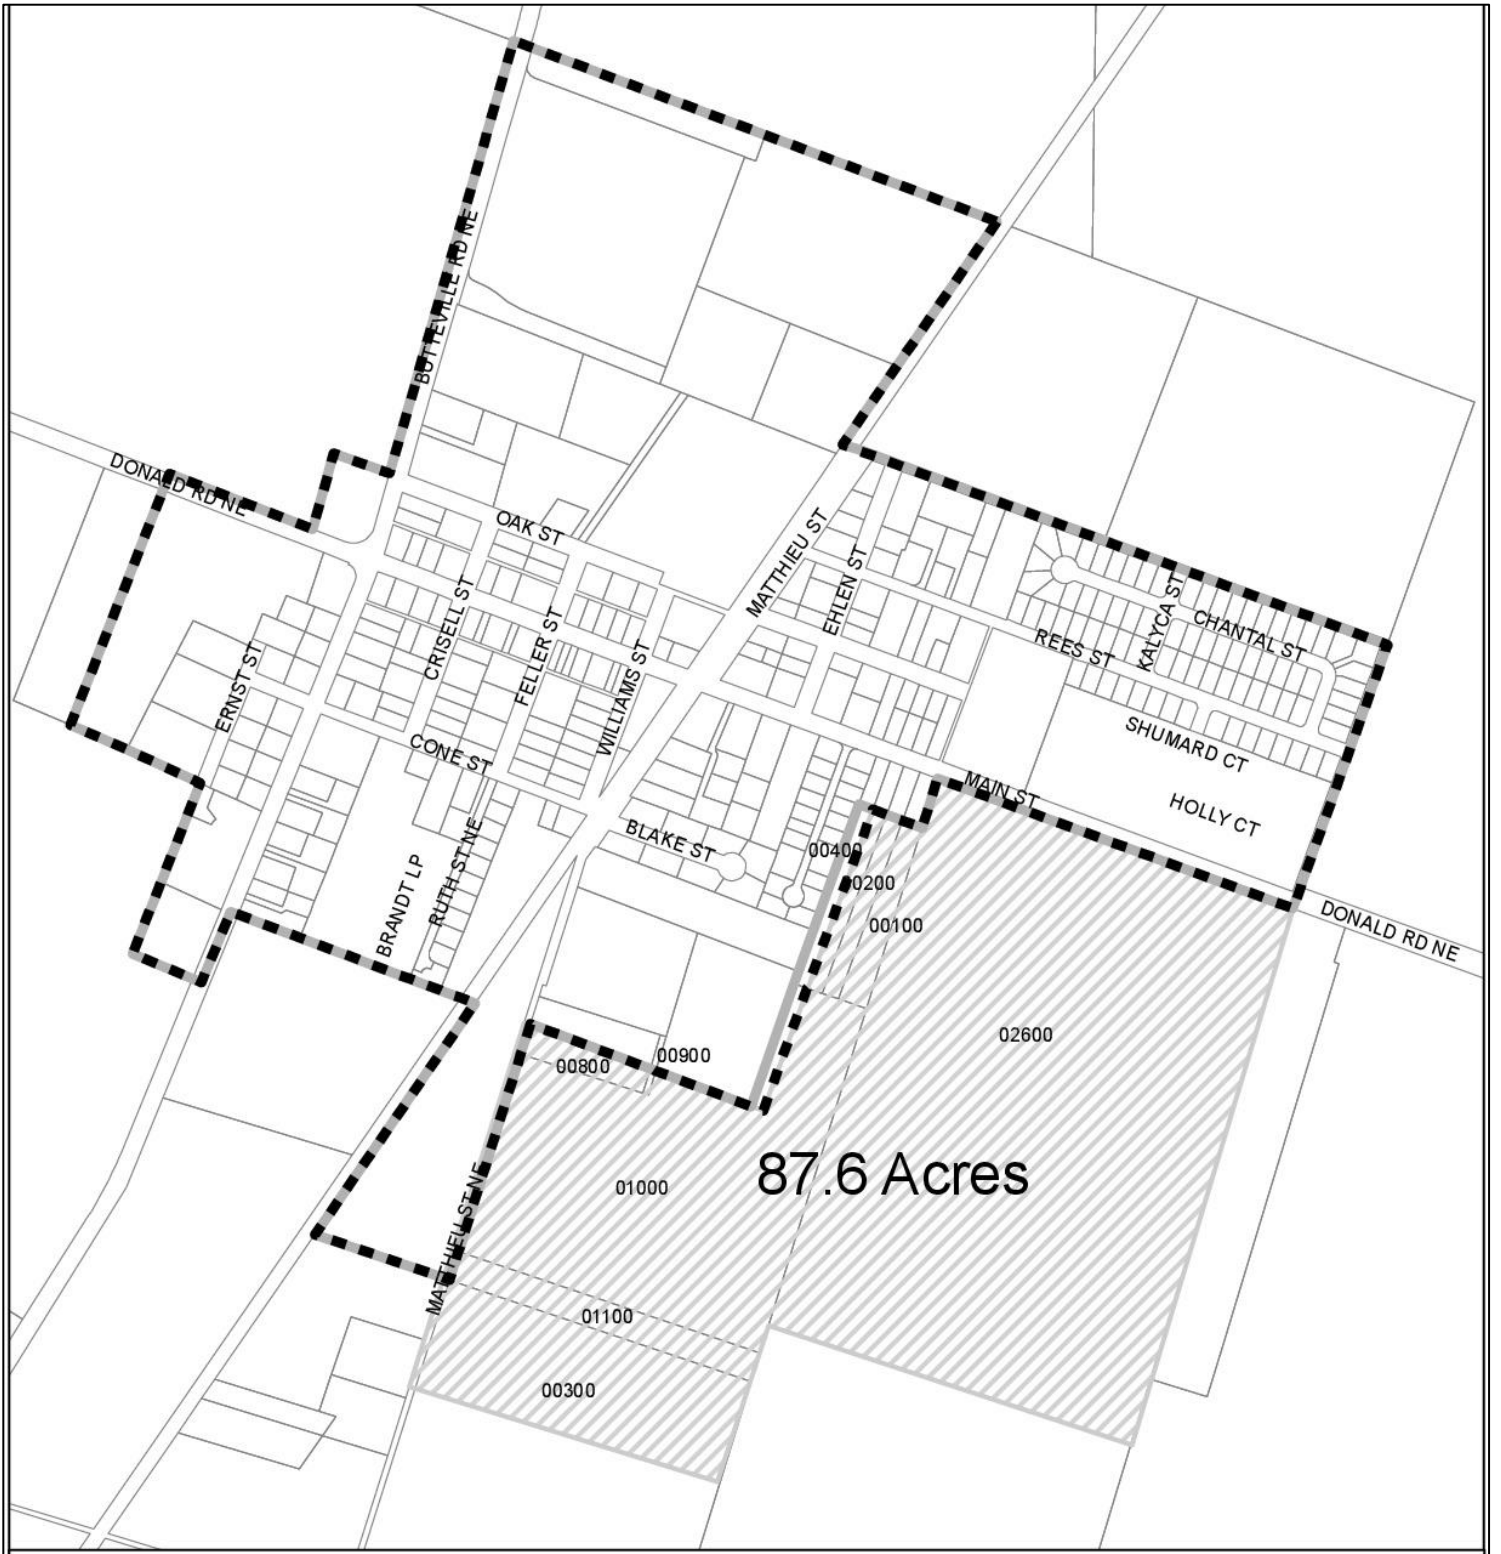 BUTTEVILLE RD NE
DONALD RD NE
OAK ST
MATTHIEU ST
EHLEN ST
KALYCA ST
CHANTAL ST
REES ST
CRISELL ST
FELLER ST
WILLIAMS ST
ERNST ST
CONE ST
SHUMARD CT
MAIN ST
HOLLY CT
BLAKE ST
BRANDT LP
RUTH ST NE
00400
00200
00100
DONALD RD NE
02600
00900
00800
87.6 Acres
01000
MATTHIEU ST NE
01100
00300